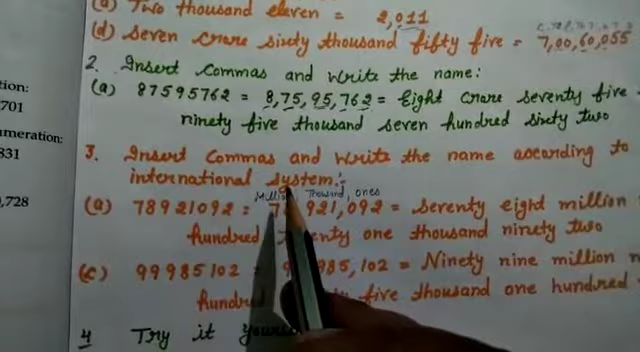 (a) Two thousand eleven = 2,011
(d) Seven crore sixty thousand fifty five = 7,00,60,055
2. Insert Commas and write the name:
(a) 87595762 = 8,75,95,762 = Eight crore seventy five
ninety five thousand seven hundred sixty two
3. Insert Commas and write the name according to
international system:
Million, Thousand, ones
(a) 78921092 = 921,092 = Seventy eight million
hundred one thousand ninety two
(c) 99985102 = 985,102 = Ninety nine million
hundred five thousand one hundred
4 Try it
tion:
701
umeration:
831
,728